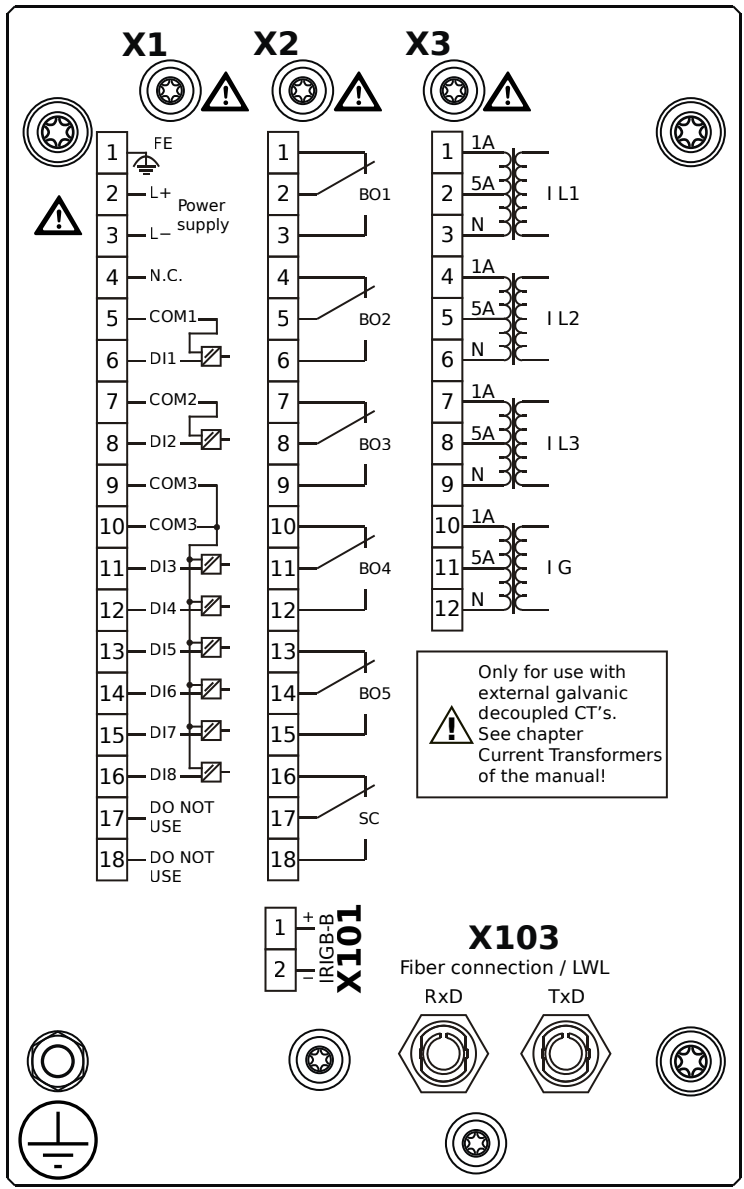 X1
X2
X3
1 FE
2 L+ Power
3 L− supply
4 N.C.
5 COM1
6 DI1
7 COM2
8 DI2
9 COM3
10 COM3
11 DI3
12 DI4
13 DI5
14 DI6
15 DI7
16 DI8
17 DO NOT
USE
18 DO NOT
USE
1
2 BO1
3
4
5 BO2
6
7
8 BO3
9
10
11 BO4
12
13
14 BO5
15
16
17 SC
18
1 1A
2 5A I L1
3 N
4 1A
5 5A I L2
6 N
7 1A
8 5A I L3
9 N
10 1A
11 5A I G
12 N
Only for use with
external galvanic
decoupled CT’s.
See chapter
Current Transformers
of the manual!
1 +
2 −
IRIGB-B
X101
X103
Fiber connection / LWL
RxD TxD